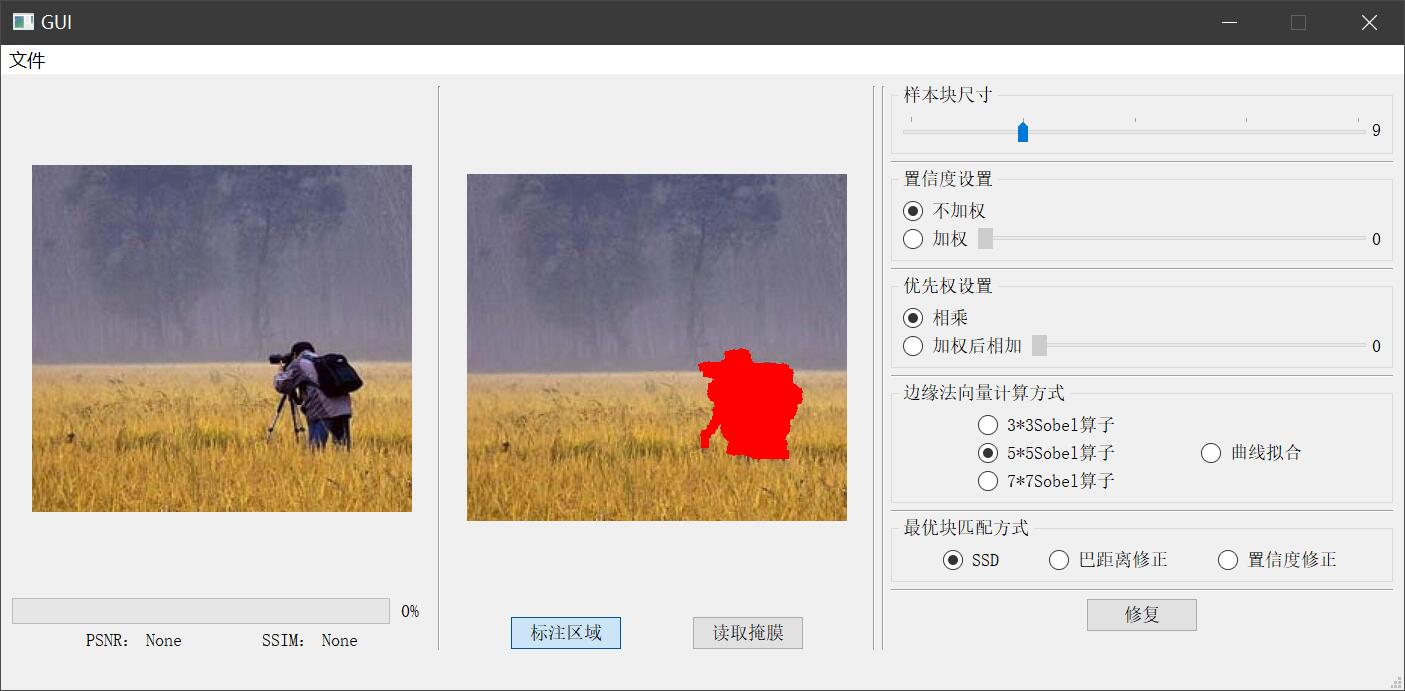 GUI
文件
样本块尺寸
9
置信度设置
不加权
加权
0
优先权设置
相乘
加权后相加
0
边缘法向量计算方式
3*3Sobel算子
5*5Sobel算子
曲线拟合
7*7Sobel算子
最优块匹配方式
SSD 巴距离修正 置信度修正
修复
0%
PSNR: None SSIM: None
标注区域 读取掩膜